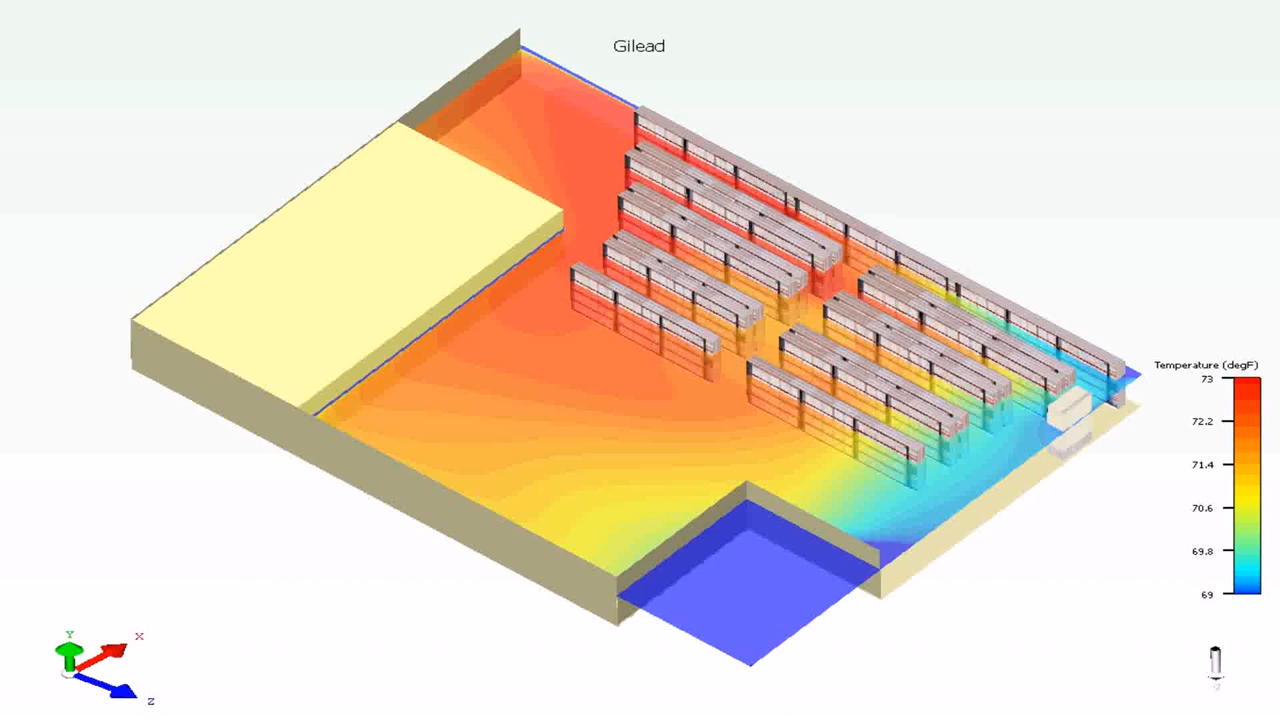 Gilead
Temperature (degF)
73
72.2
71.4
70.6
69.8
69
Y
X
Z